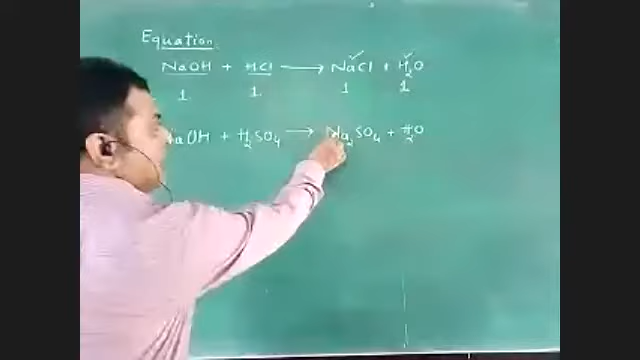 Equation
NaOH + HCl → NaCl + H₂O
1 1 1 1
NaOH + H₂SO₄ → Na₂SO₄ + H₂O